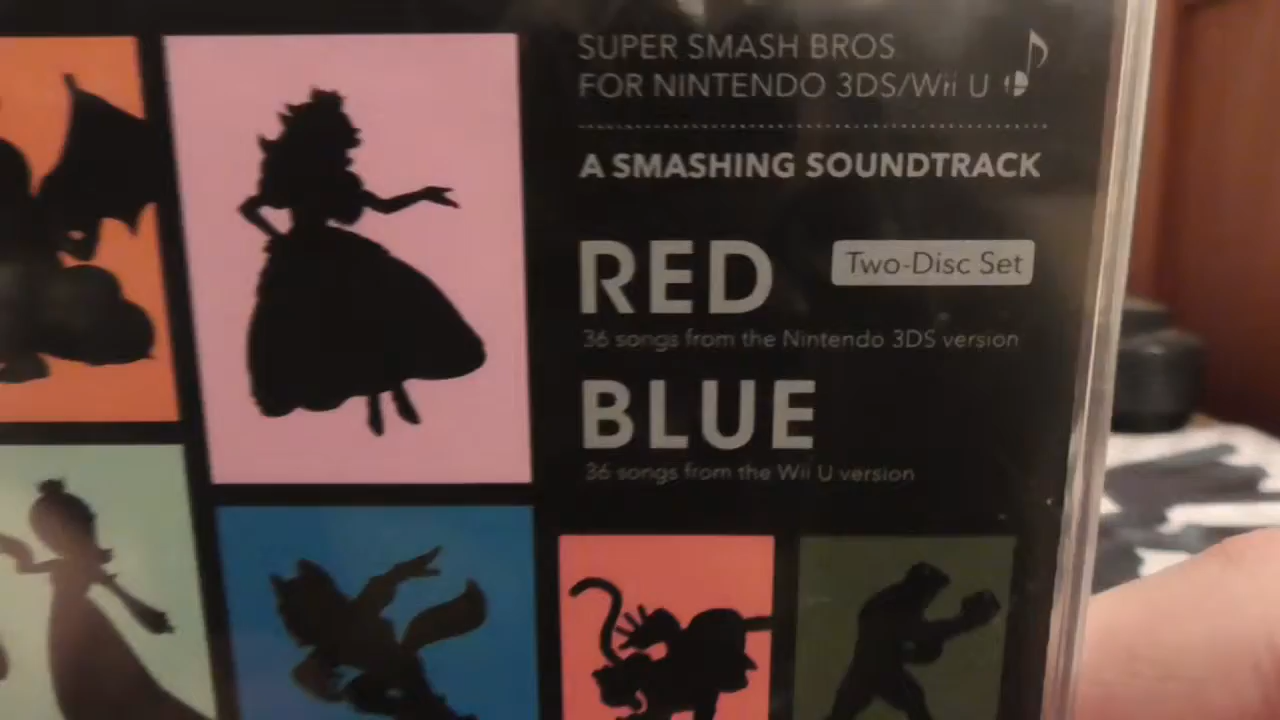 SUPER SMASH BROS
FOR NINTENDO 3DS/Wii U
A SMASHING SOUNDTRACK
RED
Two-Disc Set
36 songs from the Nintendo 3DS version
BLUE
36 songs from the Wii U version